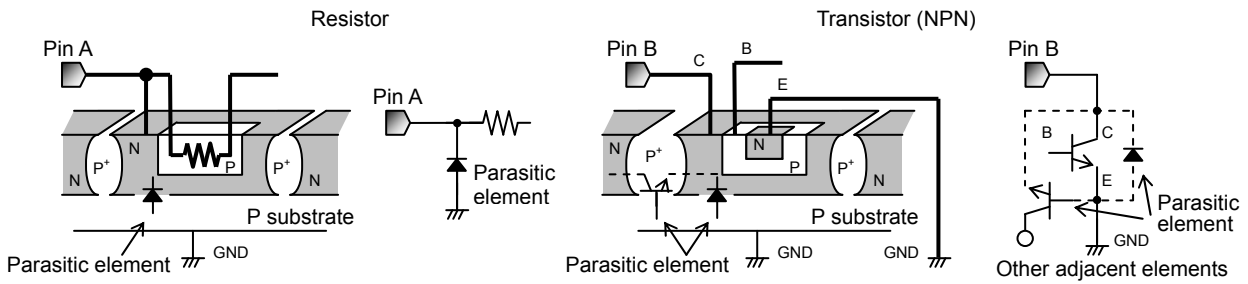 Resistor
Pin A
N
P+
N
P
P+
N
P substrate
GND
Parasitic element
Pin A
Parasitic
element
Transistor (NPN)
Pin B
C
B
E
N
P+
N
P
P+
N
N
P substrate
GND
Parasitic element
Pin B
B
C
E
Parasitic
element
GND
Other adjacent elements